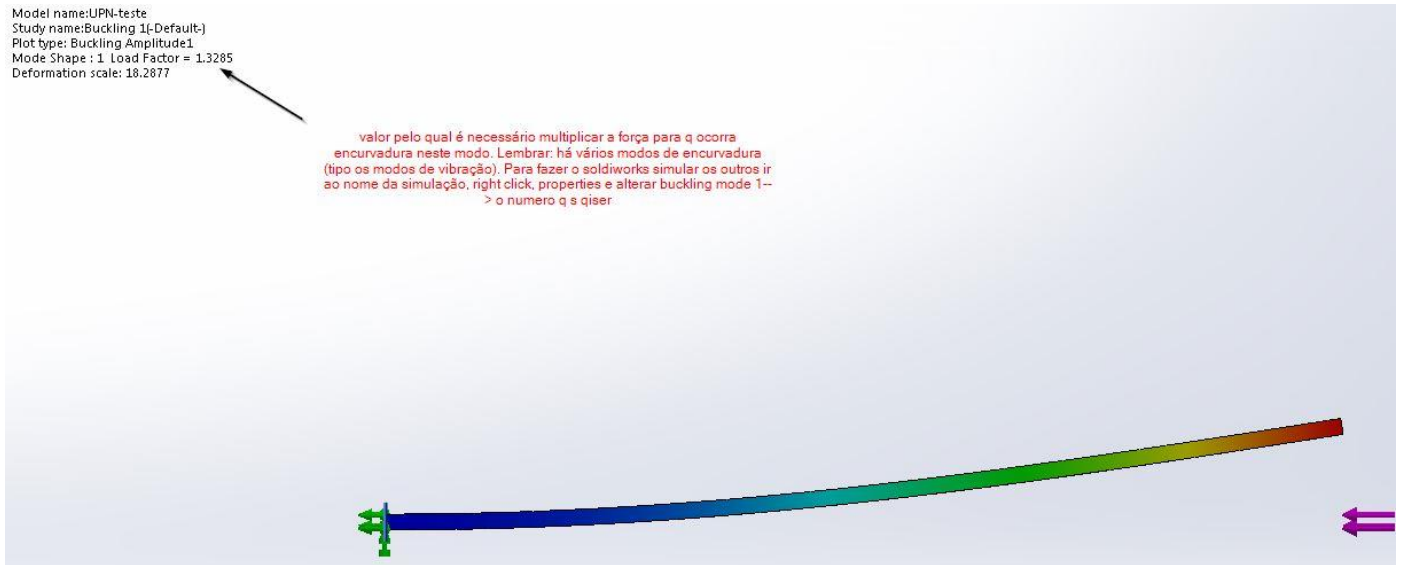 Model name:UPN-teste
Study name:Buckling 1(-Default-)
Plot type: Buckling Amplitude1
Mode Shape : 1 Load Factor = 1.3285
Deformation scale: 18.2877
valor pelo qual é necessário multiplicar a força para q ocorra
encurvadura neste modo. Lembrar: há vários modos de encurvadura
(tipo os modos de vibração). Para fazer o soldiworks simular os outros ir
ao nome da simulação, right click, properties e alterar buckling mode 1--
> o numero q s qiser